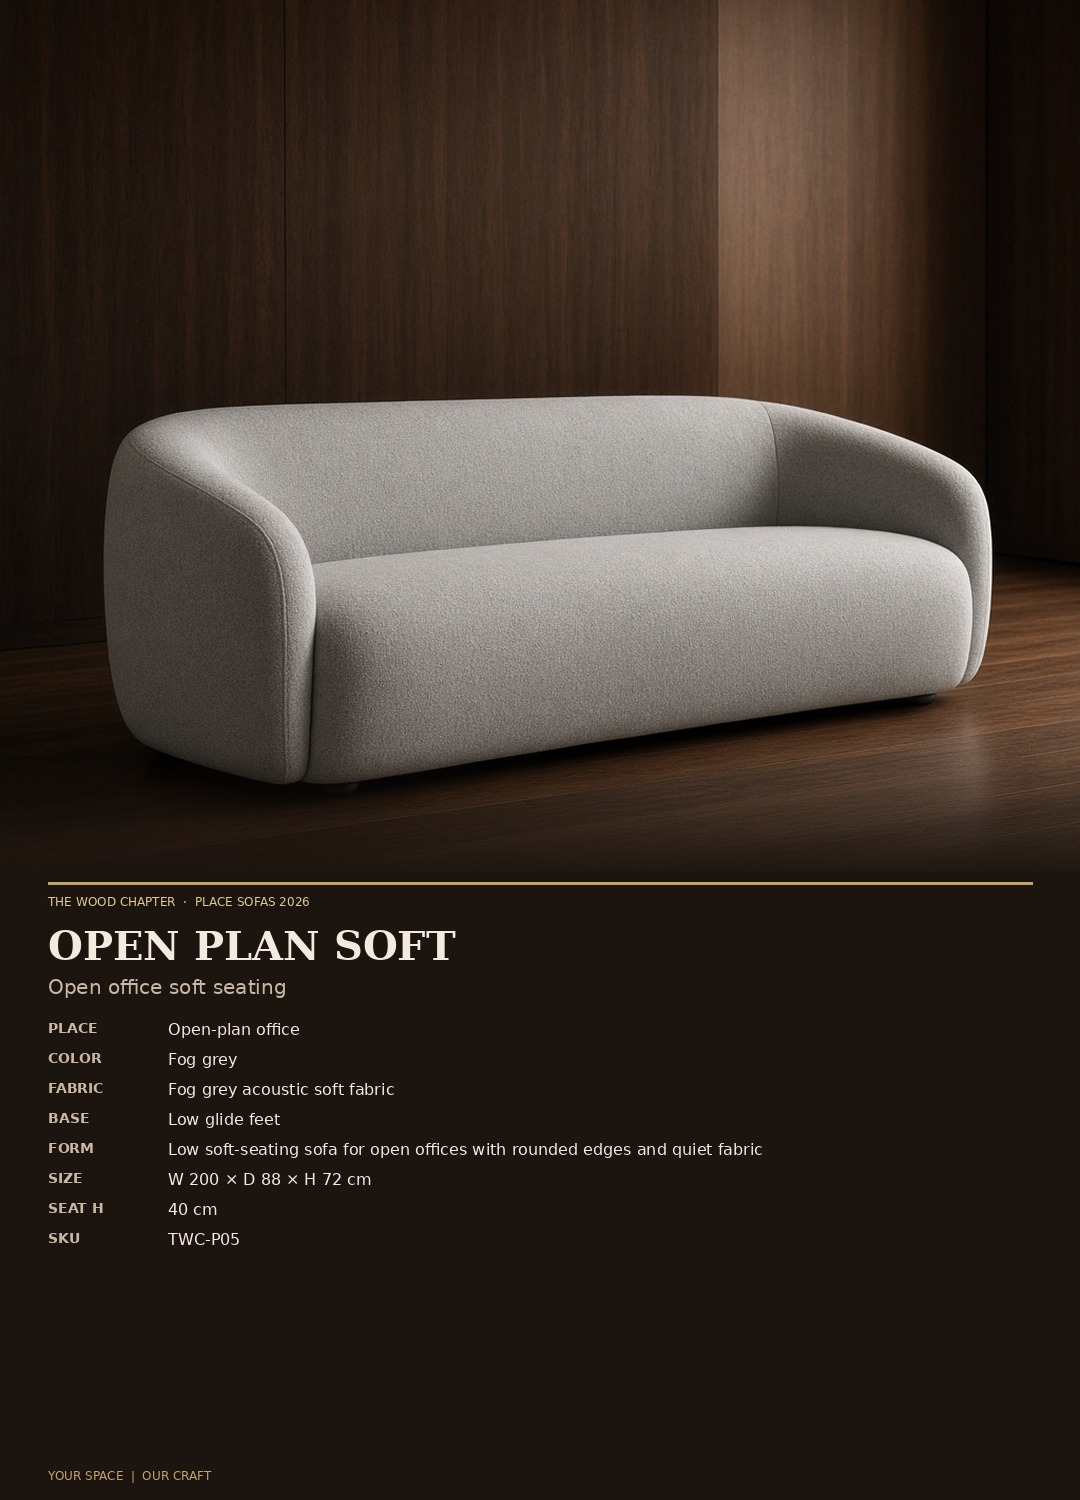 THE WOOD CHAPTER · PLACE SOFAS 2026
OPEN PLAN SOFT
Open office soft seating
PLACE Open-plan office
COLOR Fog grey
FABRIC Fog grey acoustic soft fabric
BASE Low glide feet
FORM Low soft-seating sofa for open offices with rounded edges and quiet fabric
SIZE W 200 × D 88 × H 72 cm
SEAT H 40 cm
SKU TWC-P05
YOUR SPACE | OUR CRAFT